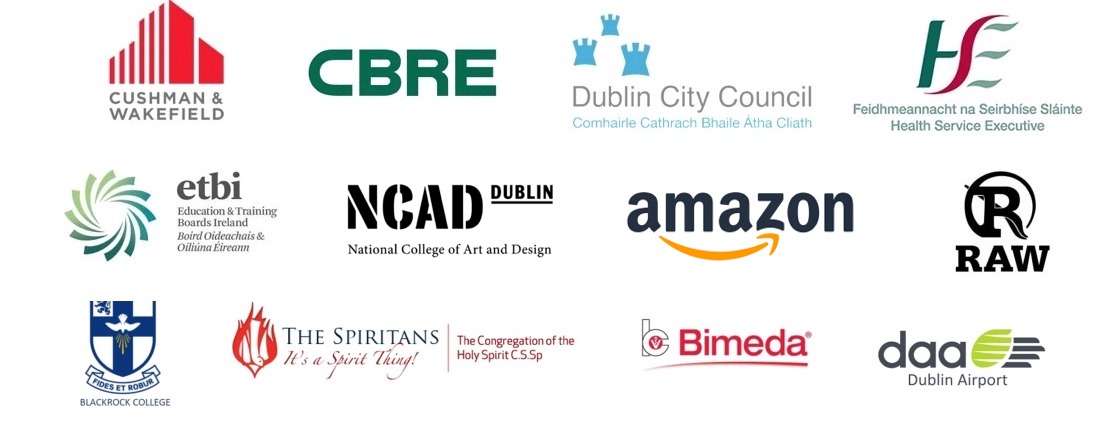 CUSHMAN &
WAKEFIELD
CBRE
Dublin City Council
Comhairle Cathrach Bhaile Átha Cliath
HSE
Feidhmeannacht na Seirbhíse Sláinte
Health Service Executive
etbi
Education & Training
Boards Ireland
Boird Oideachais &
Oiliúna Éireann
NCAD DUBLIN
National College of Art and Design
amazon
R
RAW
FIDES ET ROBUR
BLACKROCK COLLEGE
THE SPIRITANS
It's a Spirit Thing!
The Congregation of the
Holy Spirit C.S.Sp
Bimeda®
daa
Dublin Airport